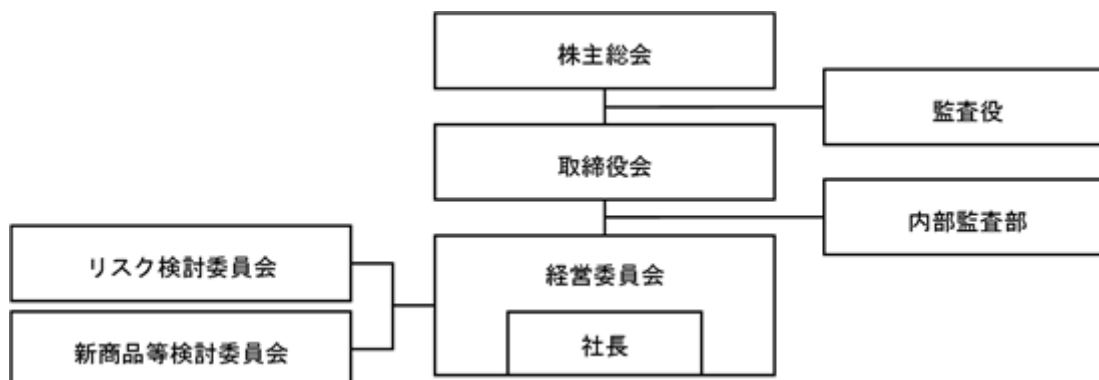 株主総会
監査役
取締役会
内部監査部
リスク検討委員会
経営委員会
新商品等検討委員会
社長